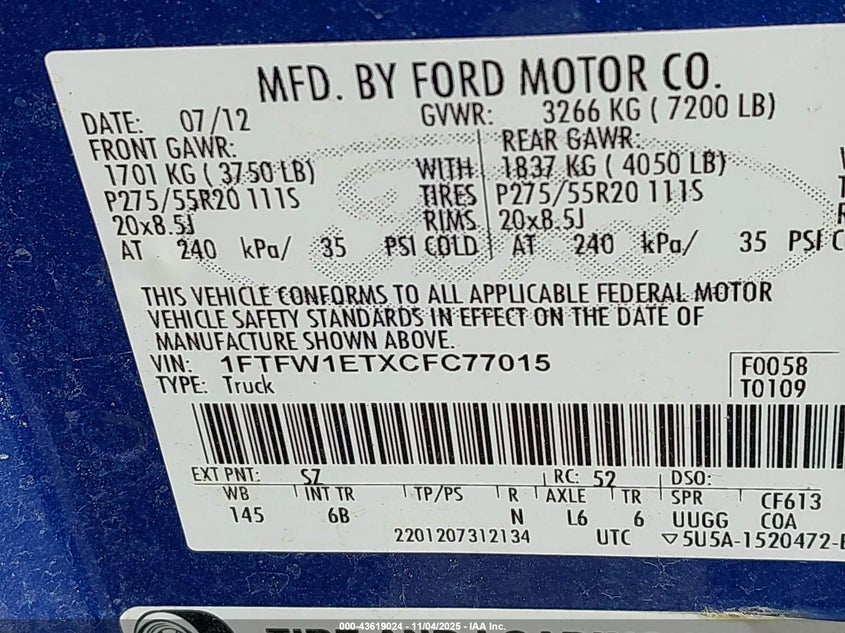 MFD. BY FORD MOTOR CO.
DATE: 07/12 GVWR: 3266 KG ( 7200 LB)
FRONT GAWR: REAR GAWR:
1701 KG ( 3750 LB) WITH 1837 KG ( 4050 LB)
P275/55R20 111S TIRES P275/55R20 111S
20x8.5J RIMS 20x8.5J
AT 240 kPa/ 35 PSI COLD AT 240 kPa/ 35 PSI
THIS VEHICLE CONFORMS TO ALL APPLICABLE FEDERAL MOTOR
VEHICLE SAFETY STANDARDS IN EFFECT ON THE DATE OF
MANUFACTURE SHOWN ABOVE.
VIN: 1FTFW1ETXCFC77015
TYPE: Truck
F0058
T0109
EXT PNT: SZ RC: 52 DSO:
WB INT TR TP/PS R AXLE TR SPR CF613
145 6B N L6 6 UUGG COA
2201207312134 UTC ▽5U5A-1520472-
TIRE AND LOADING
000-43619024 - 11/04/2025 - IAA Inc.